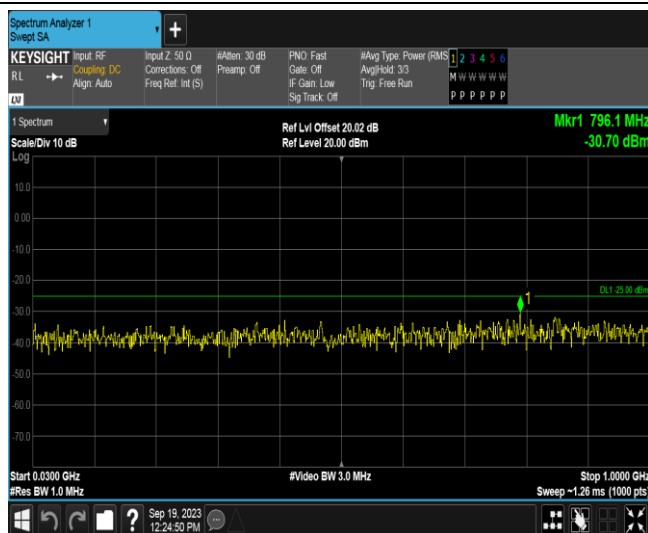 Spectrum Analyzer 1
Swept SA
+
KEYSIGHT
RL
LXI
Input: RF
Coupling: DC
Align: Auto
Input Z: 50 Ω
Corrections: Off
Freq Ref: Int (S)
#Atten: 30 dB
Preamp: Off
PNO: Fast
Gate: Off
IF Gain: Low
Sig Track: Off
#Avg Type: Power (RMS
Avg|Hold: 3/3
Trig: Free Run
1 2 3 4 5 6
M W W W W W
P P P P P P
1 Spectrum
Scale/Div 10 dB
Log
Ref Lvl Offset 20.02 dB
Ref Level 20.00 dBm
Mkr1 796.1 MHz
-30.70 dBm
10.0
0.00
-10.0
-20.0
DL1 -25.00 dBm
1
-30.0
-40.0
-50.0
-60.0
-70.0
Start 0.0300 GHz
#Res BW 1.0 MHz
#Video BW 3.0 MHz
Stop 1.0000 GHz
Sweep ~1.26 ms (1000 pts)
?
Sep 19, 2023
12:24:50 PM